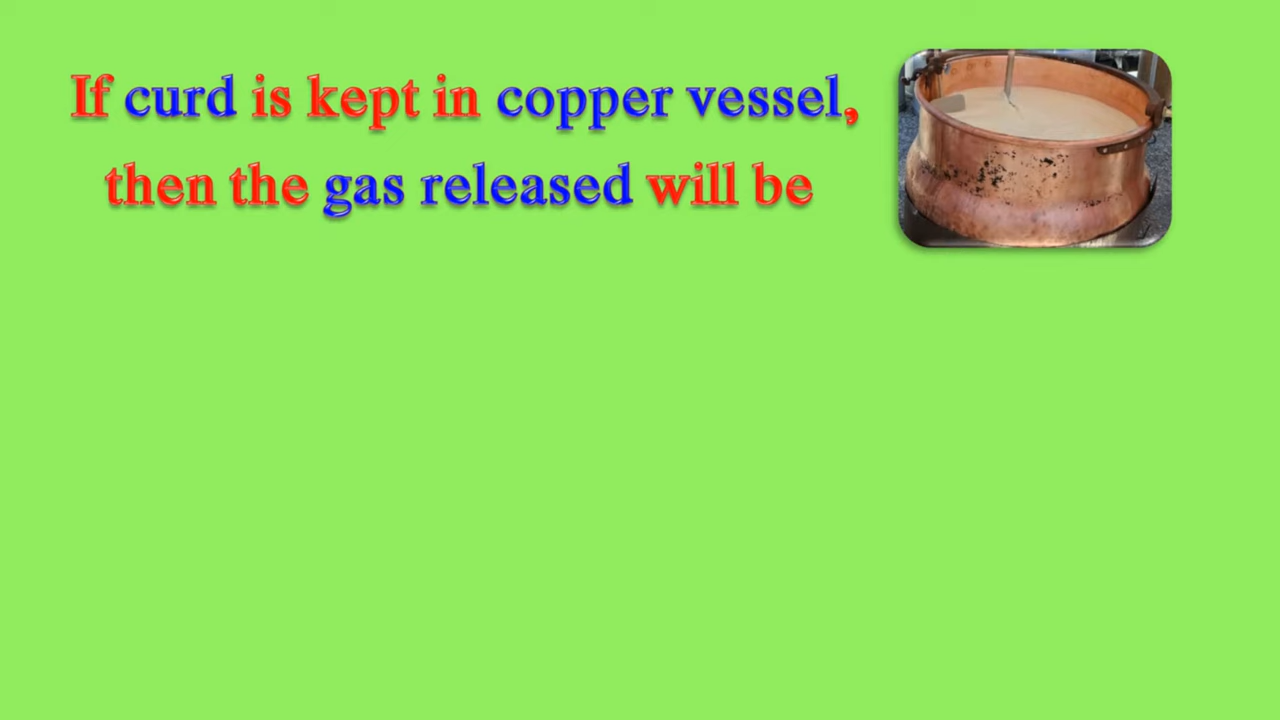 If curd is kept in copper vessel,
then the gas released will be